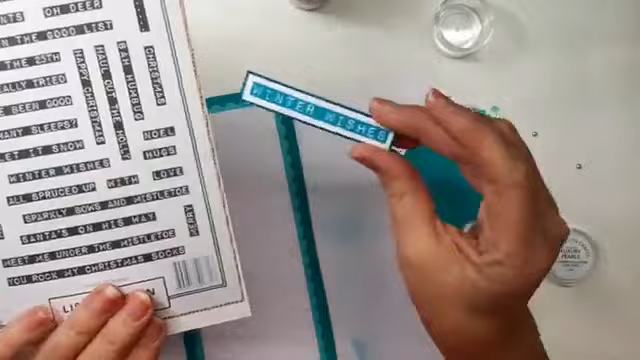 OH DEER
THE GOOD LIST
THE 25TH
TRIED
BEEN GOOD
MANY SLEEPS?
LET IT SNOW
WINTER WISHES
ALL SPRUCED UP
WITH
LOVE
SPARKLY BOWS AND MISTLETOE
SANTA'S ON HIS WAY
MEET ME UNDER THE MISTLETOE
YOU ROCK MY CHRISTMAS SOCKS
HAPPY CHRISTMAS
HAUL OUT THE HOLLY
BAH HUMBUG
CHRISTMAS
NOEL
HUGS
MERRY
WINTER WISHES
LUXURY
PEARLS